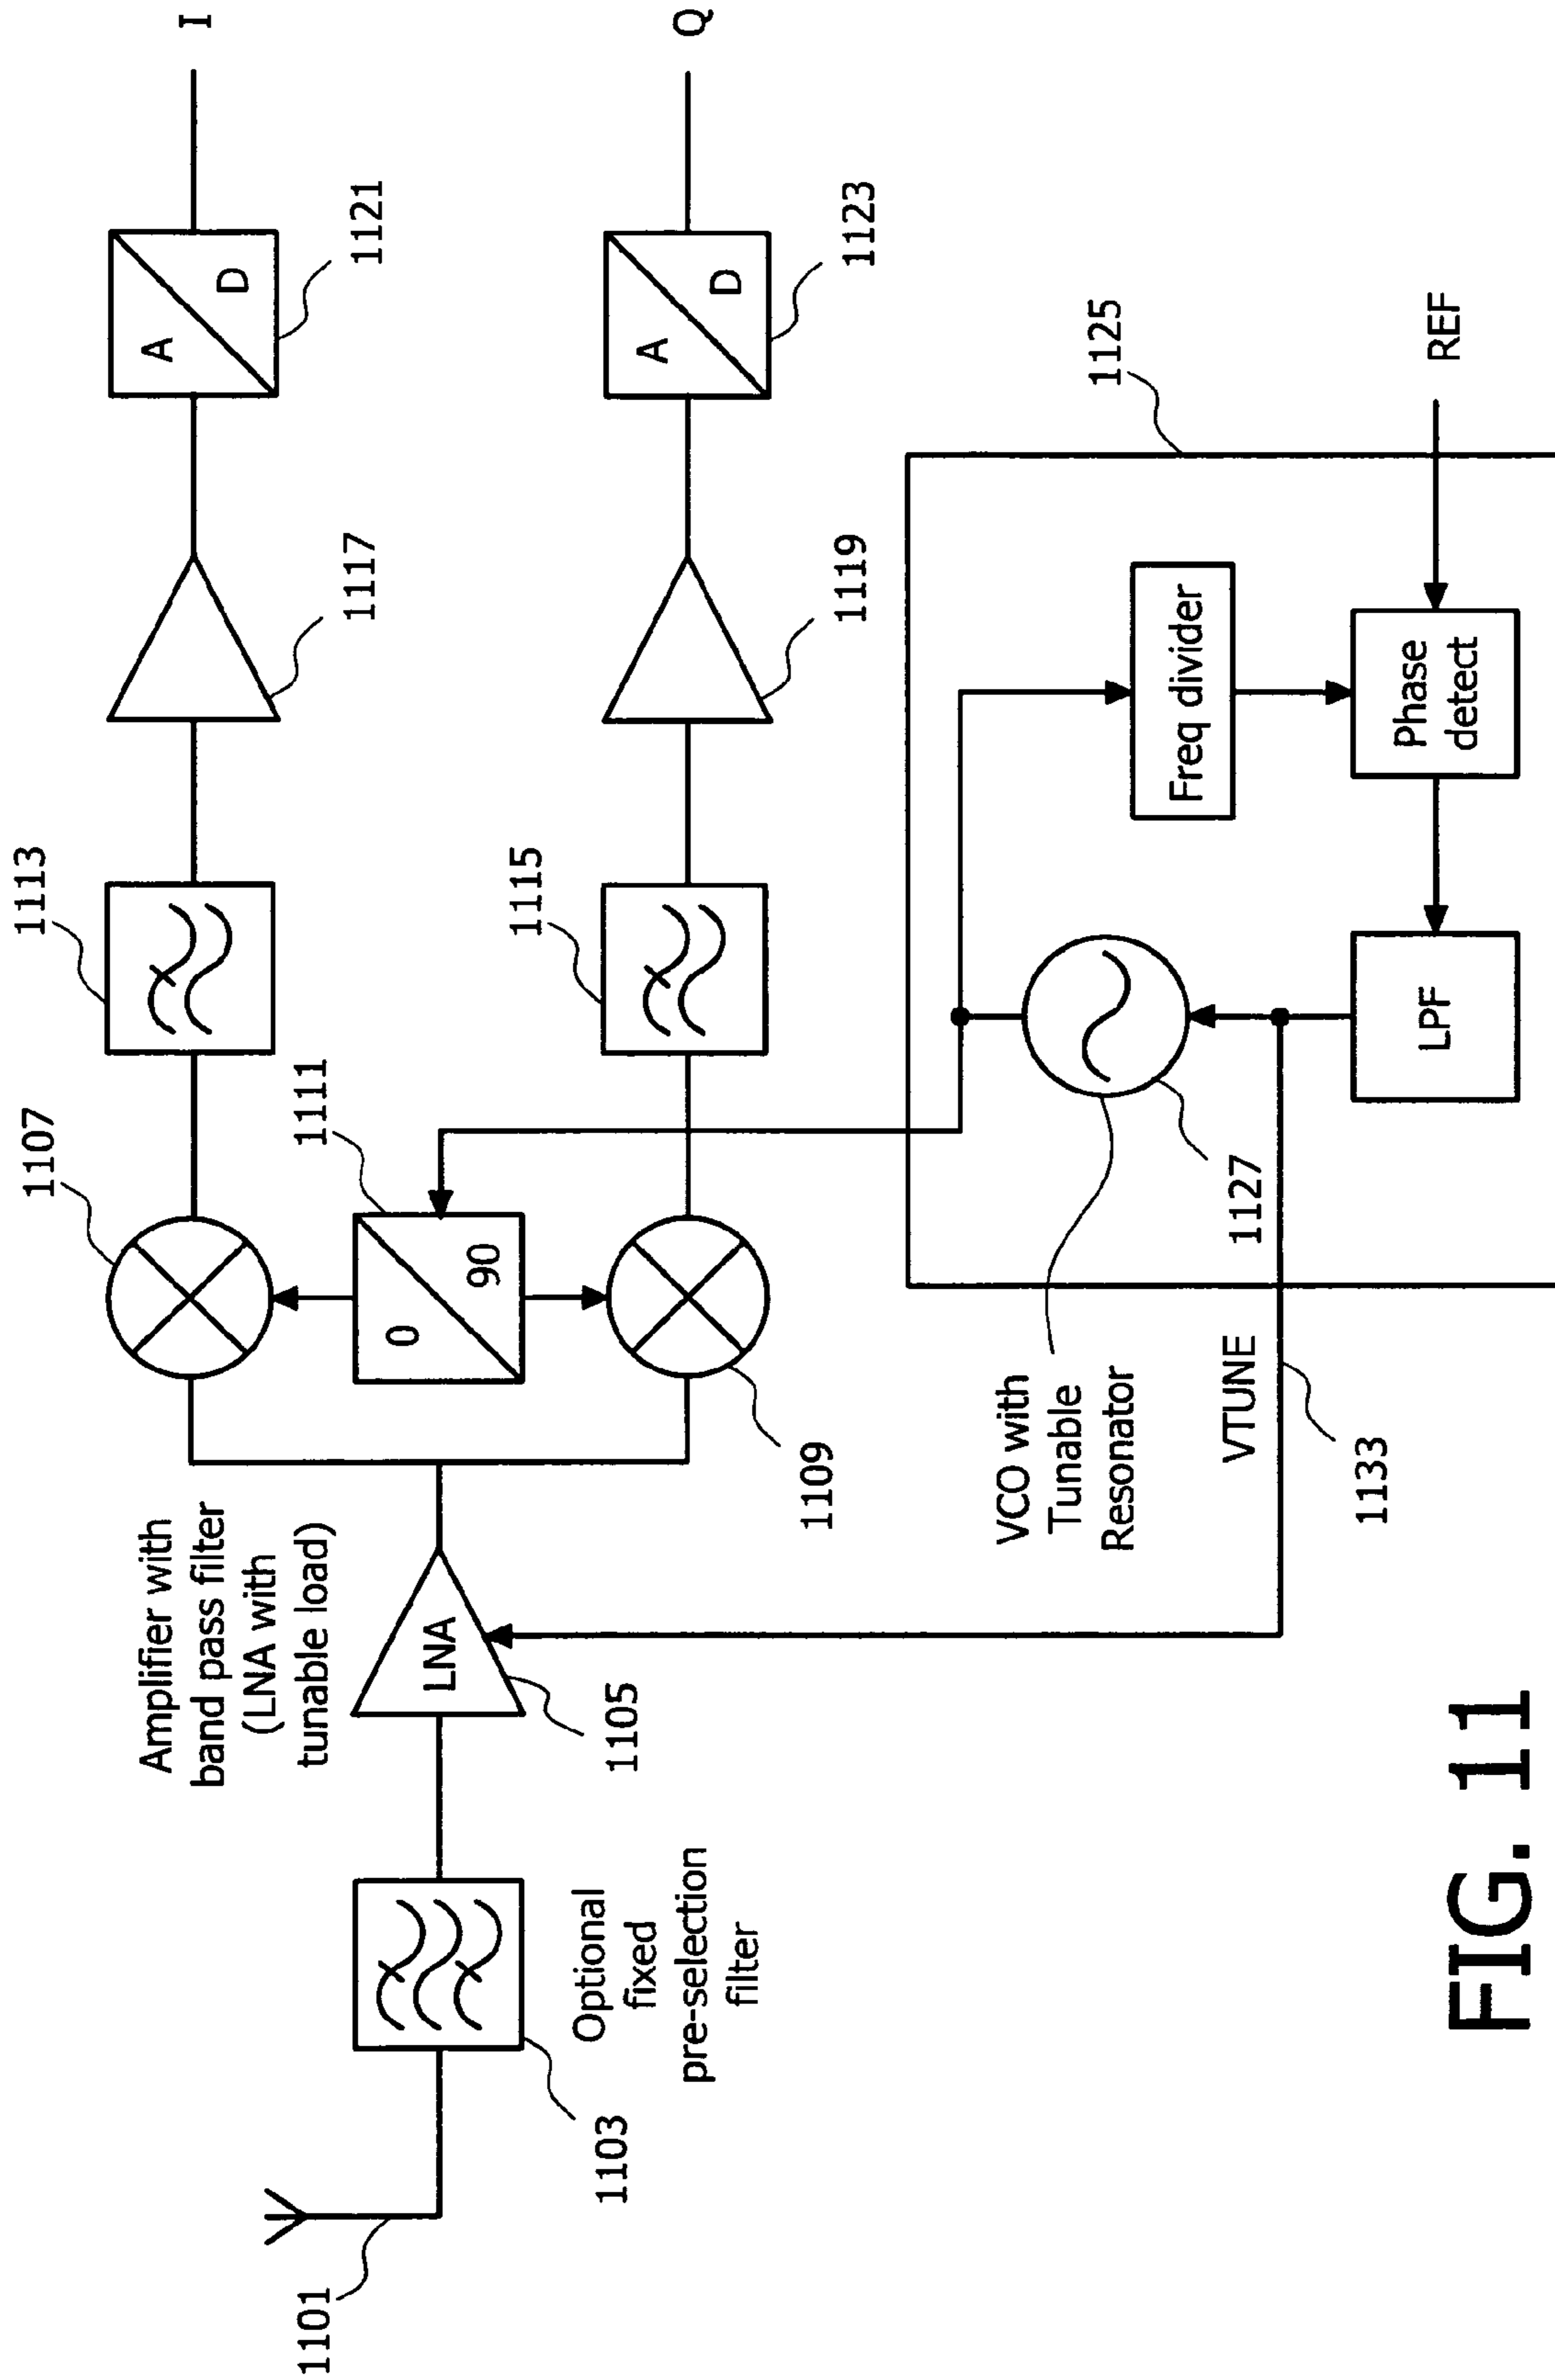 1101
1103
Optional
fixed
pre-selection
filter
Amplifier with
band pass filter
(LNA with
tunable load)
LNA
1105
1107
0
90
1111
1109
1113
1115
1117
1119
A
D
1121
A
D
1123
I
Q
VCO with
Tunable
Resonator
1127
VTUNE
1133
1125
Freq divider
Phase
detect
LPF
REF
FIG. 11